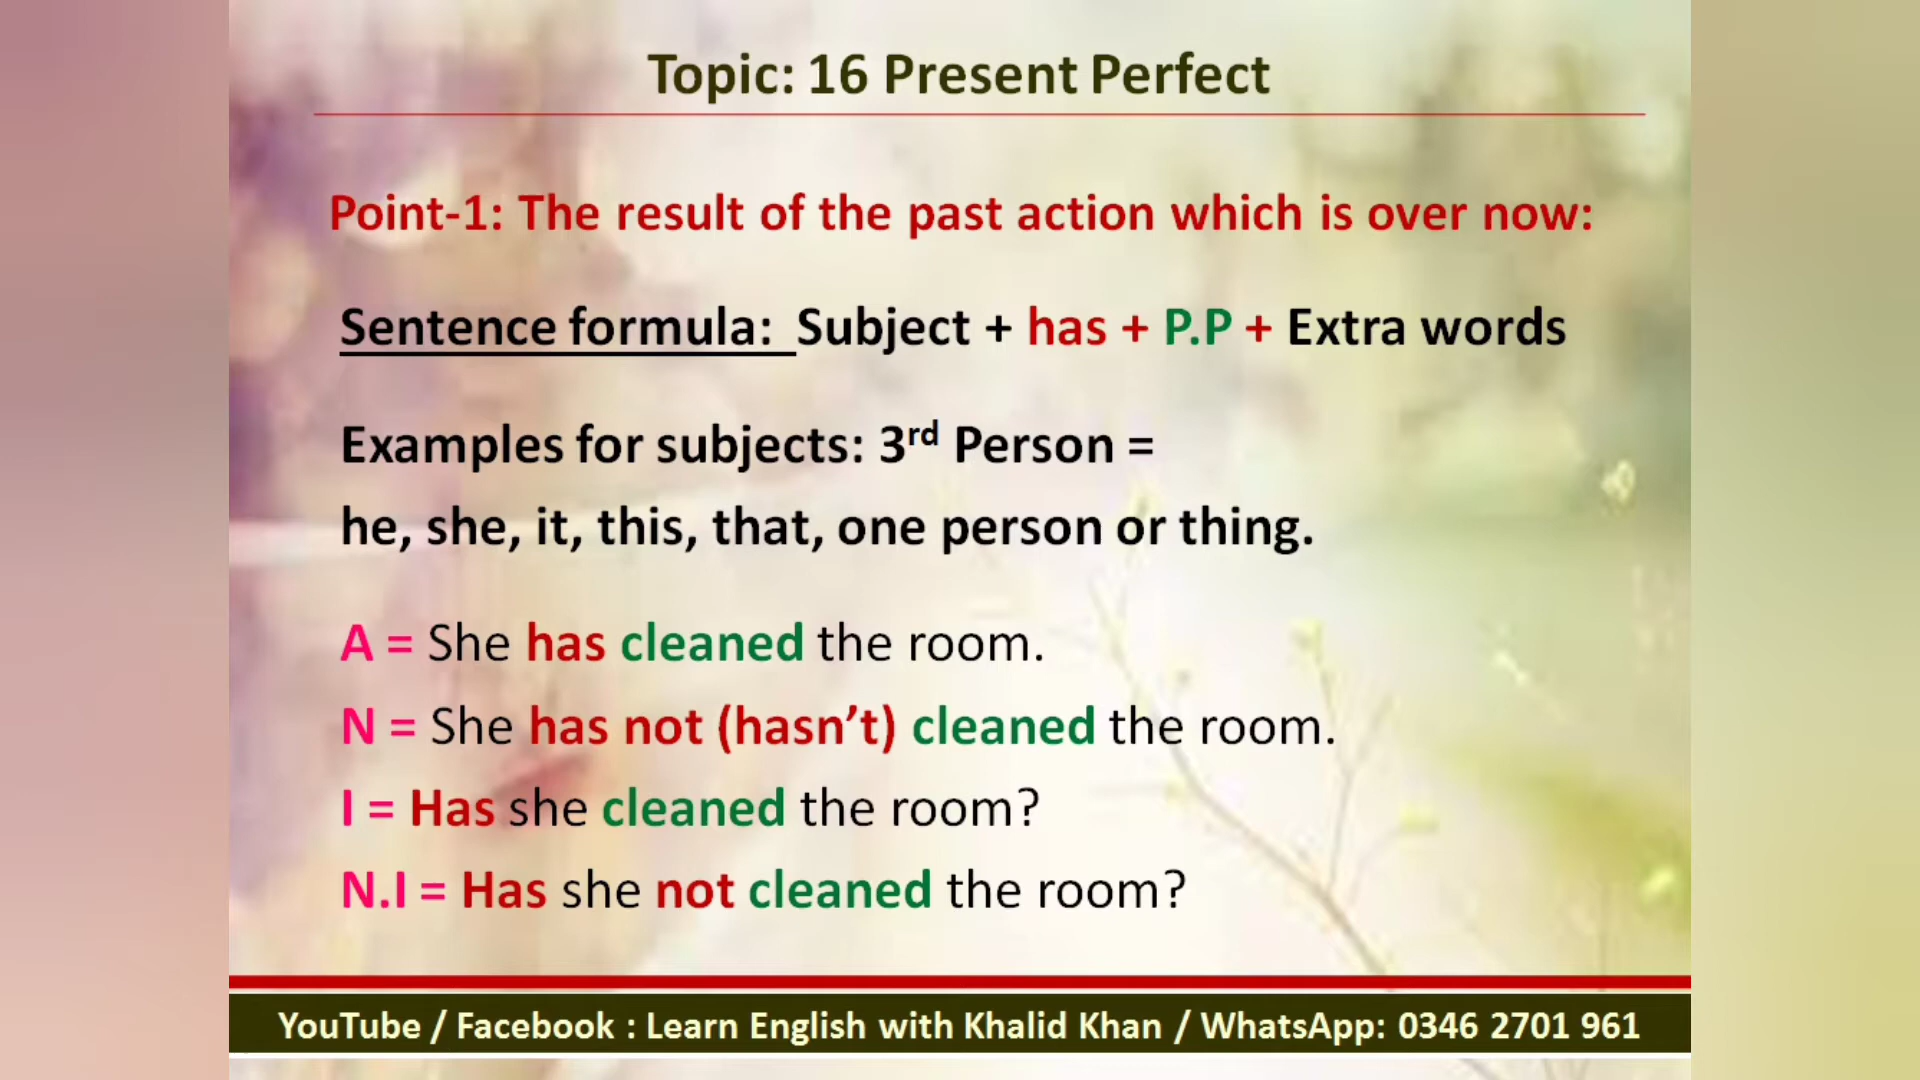 Topic: 16 Present Perfect
Point-1: The result of the past action which is over now:
Sentence formula: Subject + has + P.P + Extra words
Examples for subjects: 3rd Person =
he, she, it, this, that, one person or thing.
A = She has cleaned the room.
N = She has not (hasn’t) cleaned the room.
I = Has she cleaned the room?
N.I = Has she not cleaned the room?
YouTube / Facebook : Learn English with Khalid Khan / WhatsApp: 0346 2701 961